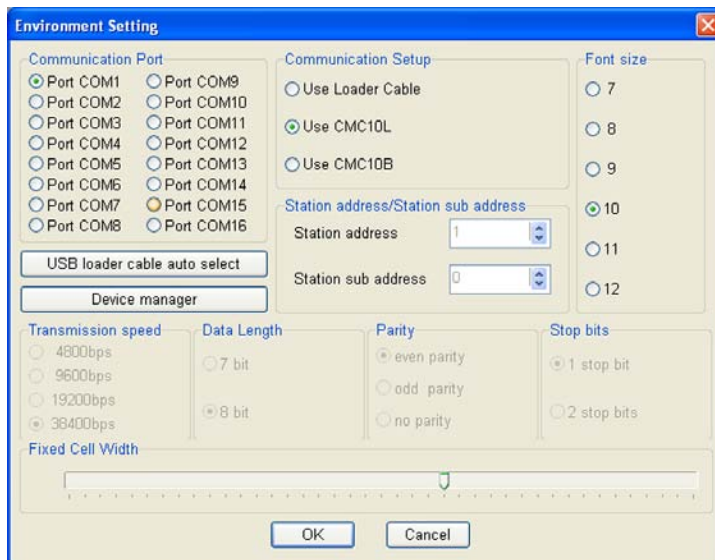 Environment Setting
Communication Port
Port COM1
Port COM2
Port COM3
Port COM4
Port COM5
Port COM6
Port COM7
Port COM8
Port COM9
Port COM10
Port COM11
Port COM12
Port COM13
Port COM14
Port COM15
Port COM16
USB loader cable auto select
Device manager
Communication Setup
Use Loader Cable
Use CMC10L
Use CMC10B
Station address/Station sub address
Station address 1
Station sub address 0
Font size
7
8
9
10
11
12
Transmission speed
4800bps
9600bps
19200bps
38400bps
Data Length
7 bit
8 bit
Parity
even parity
odd parity
no parity
Stop bits
1 stop bit
2 stop bits
Fixed Cell Width
OK
Cancel